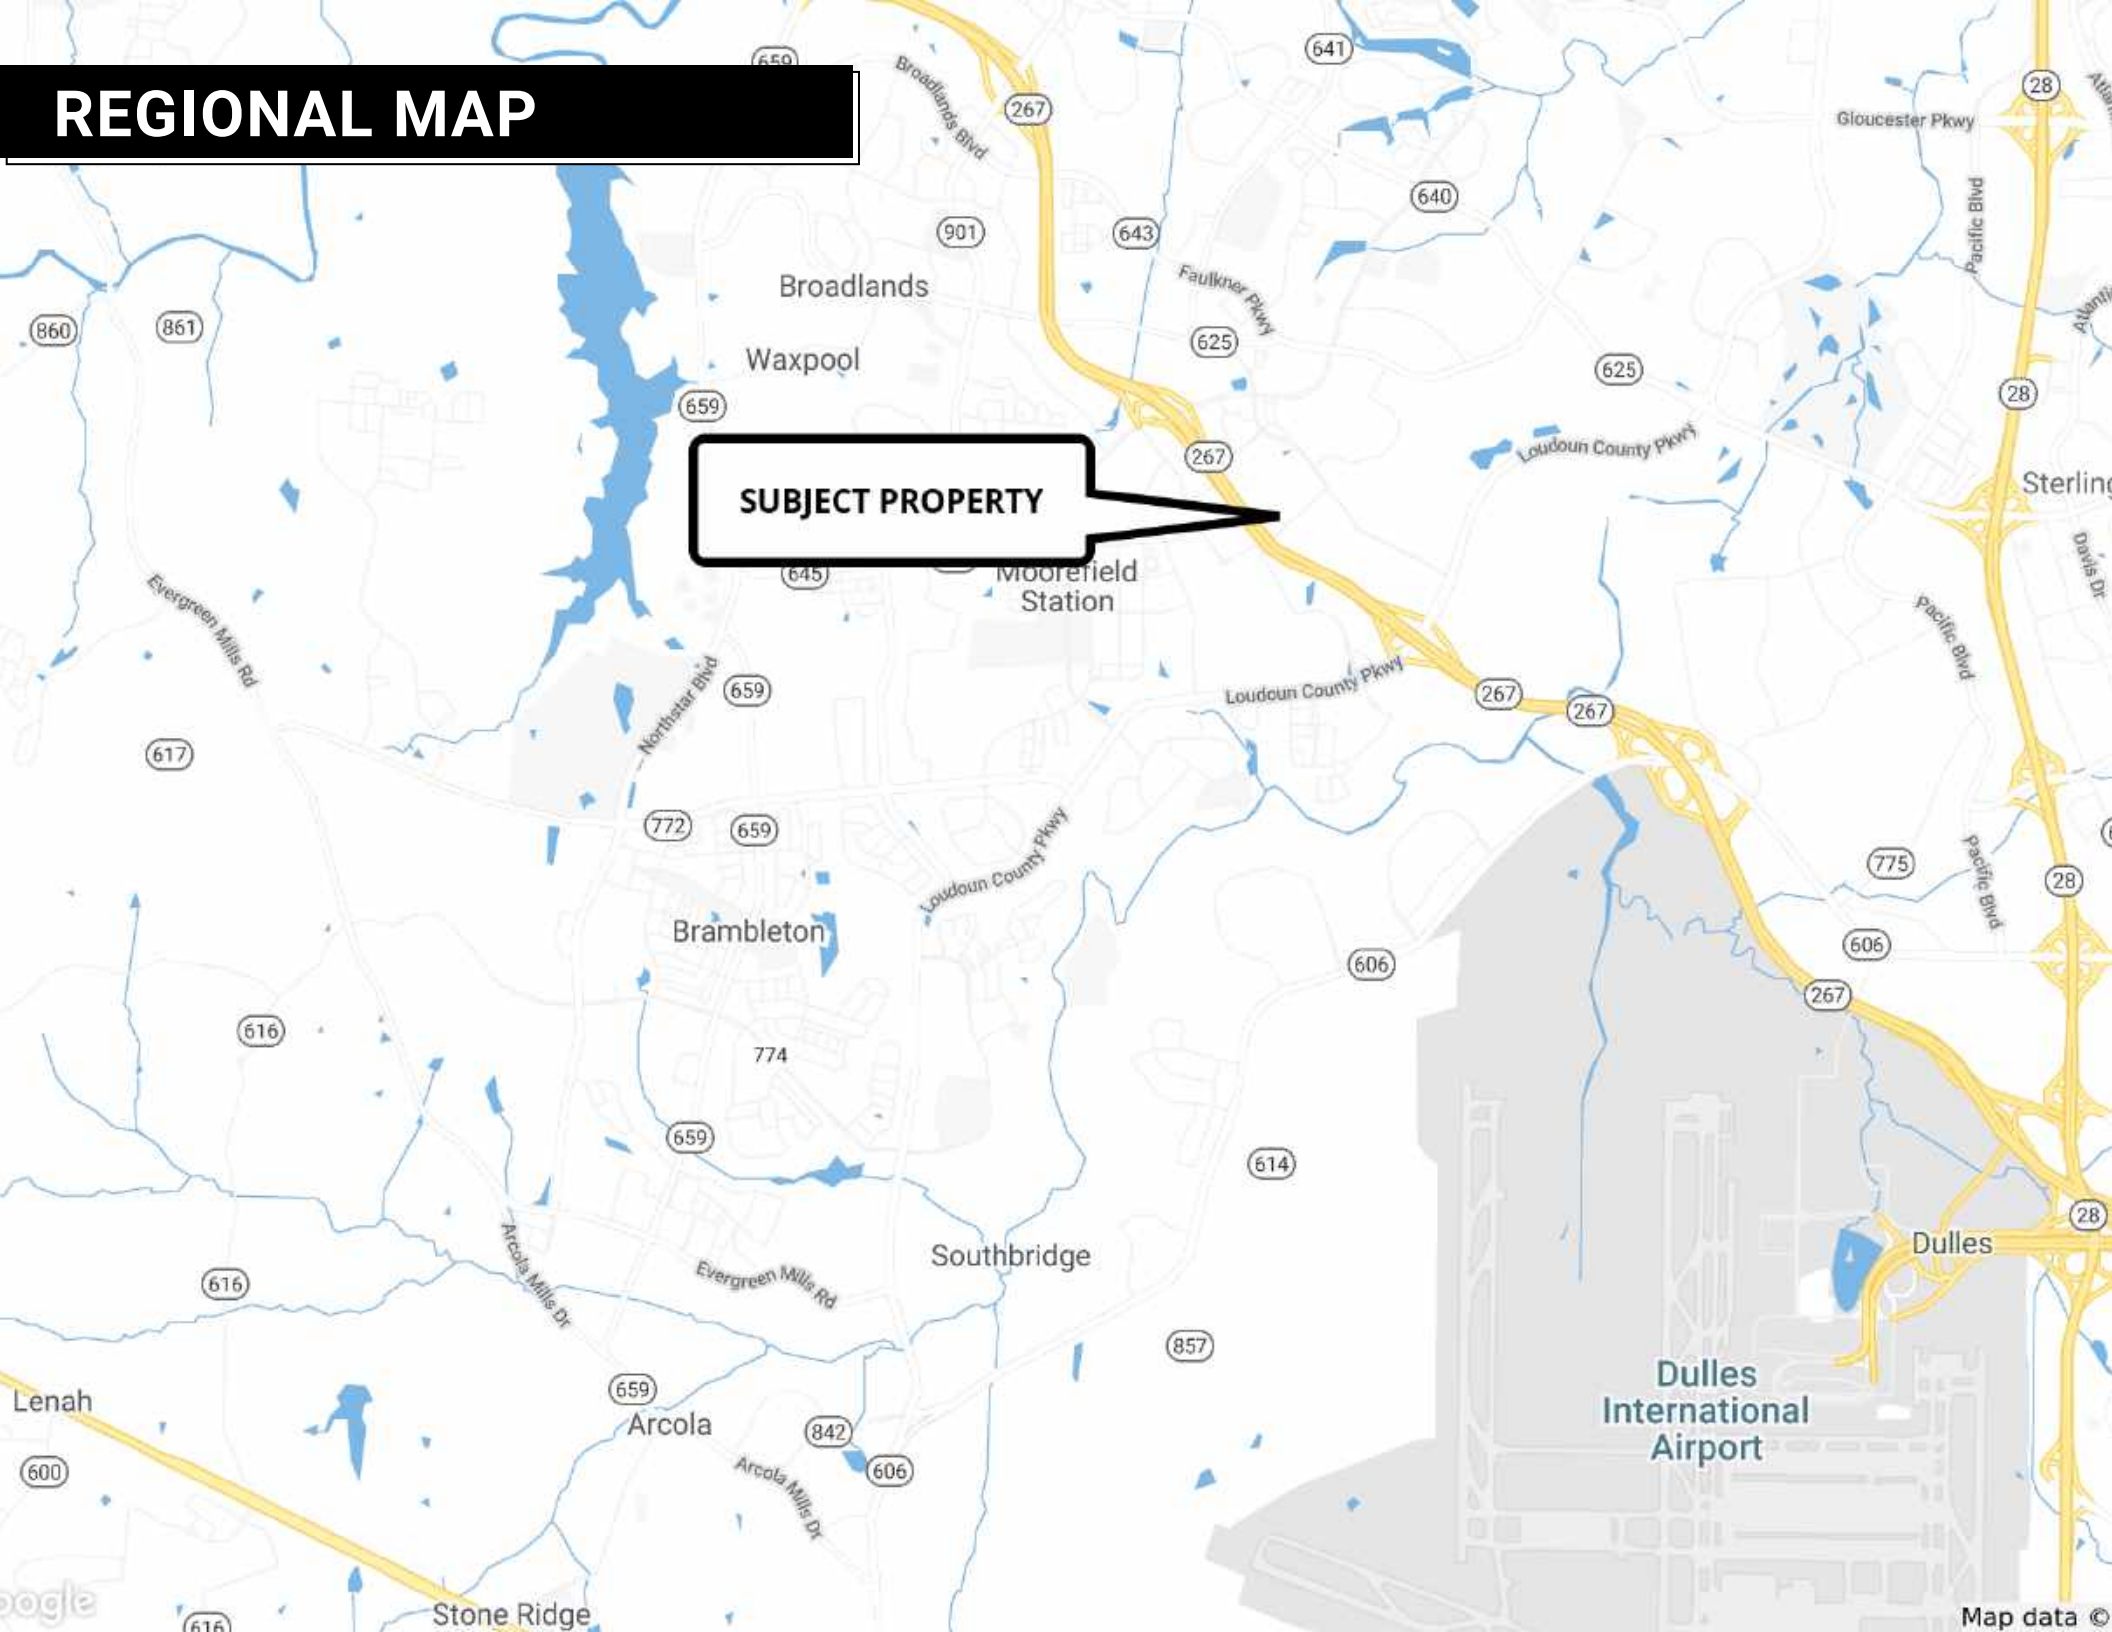 659
641
REGIONAL MAP
Broadlands Blvd
267
28
Gloucester Pkwy
640
Pacific Blvd
901
643
Faulkner Pkwy
Broadlands
860
861
625
Waxpool
625
28
659
Loudoun County Pkwy
267
SUBJECT PROPERTY
Davis Dr
645
Moorefield
Station
Evergreen Mills Rd
Pacific Blvd
Northstar Blvd
659
Loudoun County Pkwy
267
267
617
772
659
Loudoun County Pkwy
775
Pacific Blvd
28
Brambleton
606
606
267
616
774
659
614
28
Dulles
Southbridge
616
Arcola Mills Dr
Evergreen Mills Rd
857
Dulles
International
Airport
Lenah
659
Arcola
842
600
606
Arcola Mills Dr
Stone Ridge
616
Map data ©